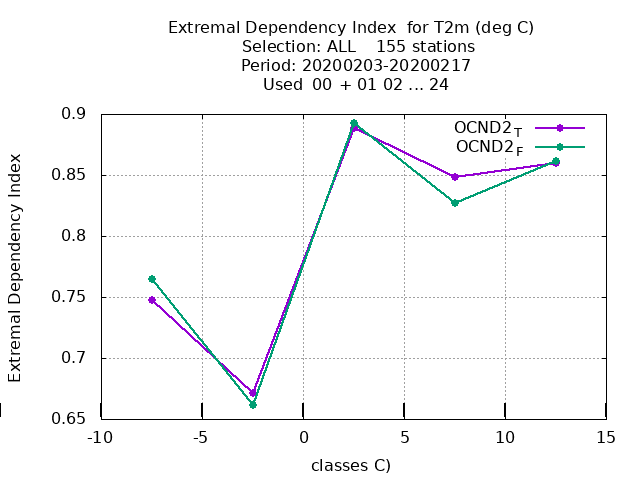 Extremal Dependency Index for T2m (deg C)
Selection: ALL 155 stations
Period: 20200203-20200217
Used 00 + 01 02 ... 24
OCND2T
OCND2F
Extremal Dependency Index
0.9
0.85
0.8
0.75
0.7
0.65
-10 -5 0 5 10 15
classes C)